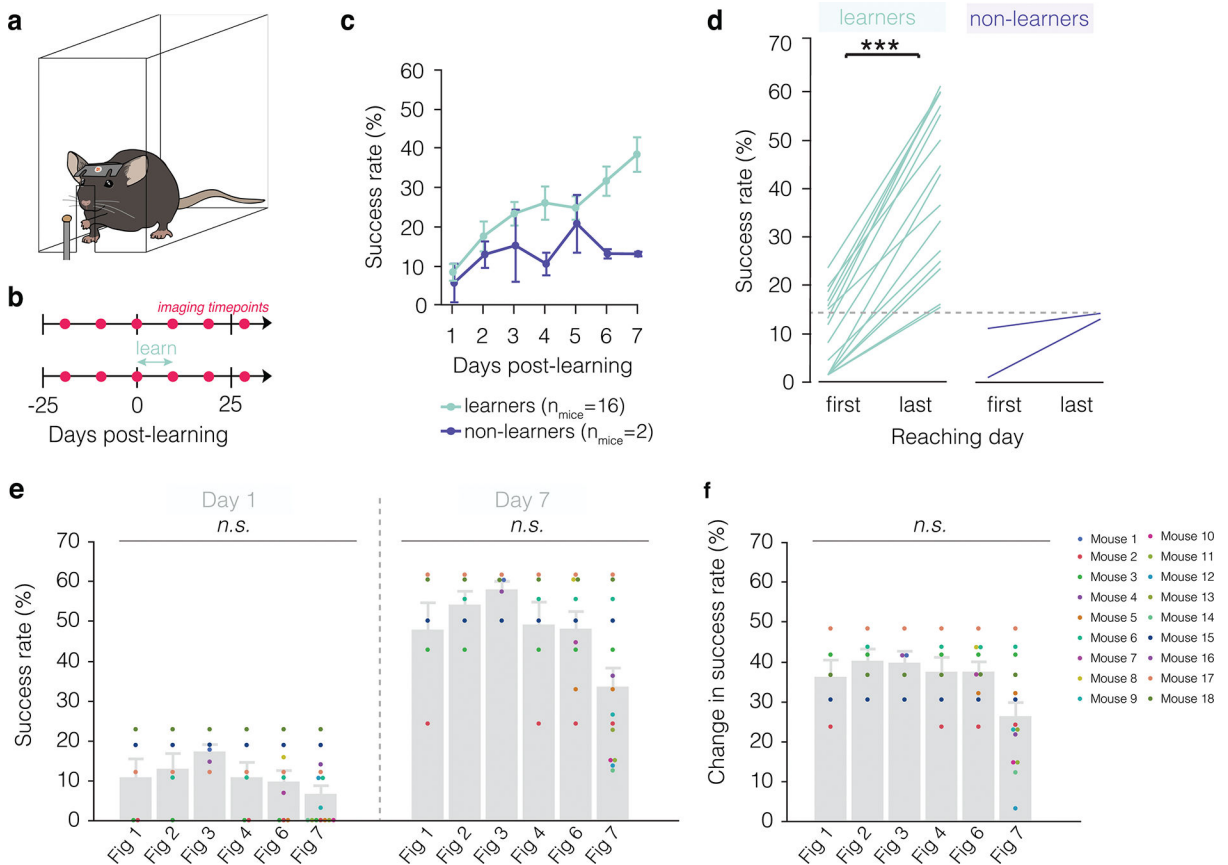 a
b
imaging timepoints
learn
-25 0 25
Days post-learning
c
Success rate (%)
60
50
40
30
20
10
0
1 2 3 4 5 6 7
Days post-learning
learners (nmice=16)
non-learners (nmice=2)
d
learners non-learners
***
Success rate (%)
70
60
50
40
30
20
10
0
first last first last
Reaching day
e
Day 1 Day 7
n.s. n.s.
Success rate (%)
70
60
50
40
30
20
10
0
Fig 1 Fig 2 Fig 3 Fig 4 Fig 6 Fig 7 Fig 1 Fig 2 Fig 3 Fig 4 Fig 6 Fig 7
f
n.s.
Change in success rate (%)
70
60
50
40
30
20
10
0
Fig 1 Fig 2 Fig 3 Fig 4 Fig 6 Fig 7
Mouse 1 Mouse 10
Mouse 2 Mouse 11
Mouse 3 Mouse 12
Mouse 4 Mouse 13
Mouse 5 Mouse 14
Mouse 6 Mouse 15
Mouse 7 Mouse 16
Mouse 8 Mouse 17
Mouse 9 Mouse 18